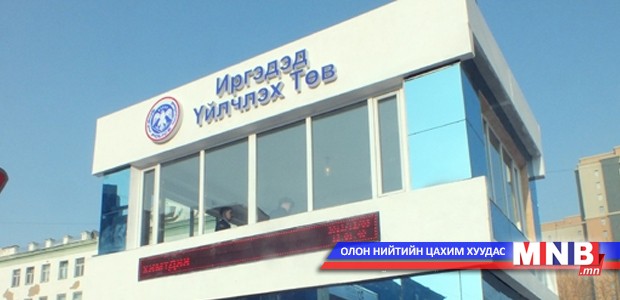 Иргэдэд
Үйлчлэх Төв
ОЛОН НИЙТИЙН ЦАХИМ ХУУДАС
MNB
.mn